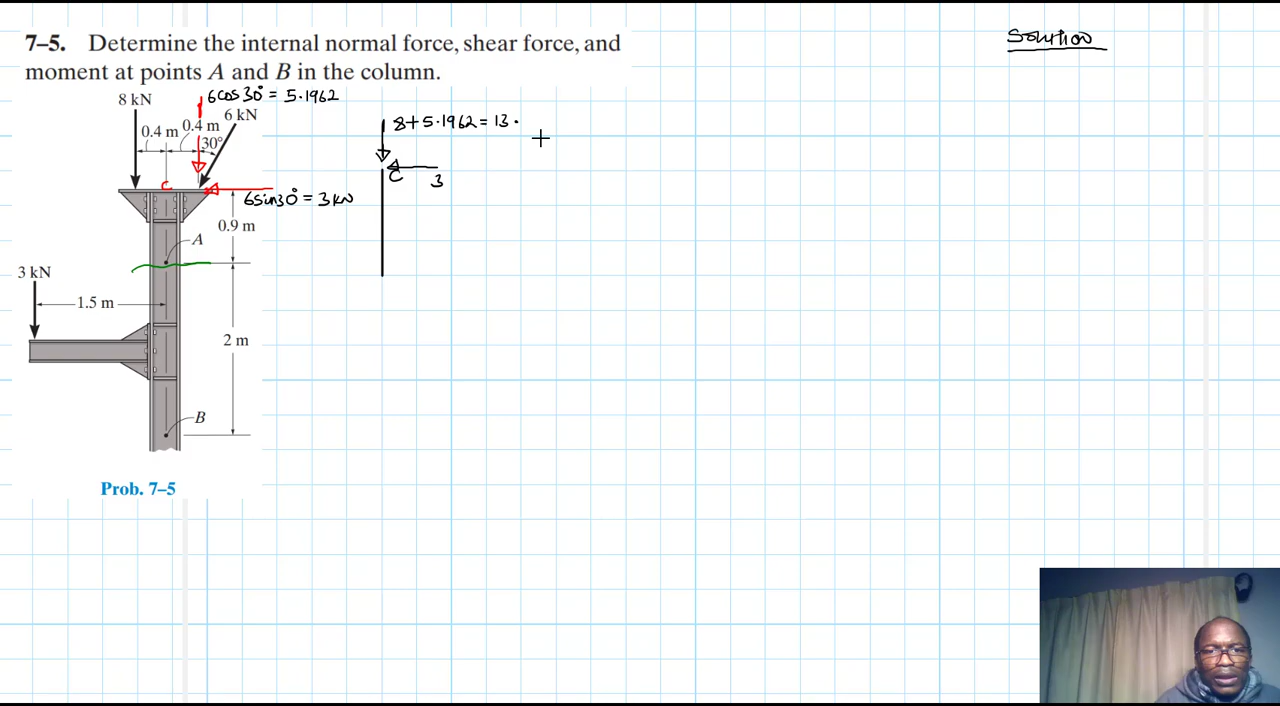 7–5. Determine the internal normal force, shear force, and
moment at points A and B in the column.
Solution
6cos30° = 5.1962
8 kN
6 kN
0.4 m
0.4 m
30°
8+5.1962 = 13.
C
C
3
6sin30° = 3kN
0.9 m
A
3 kN
1.5 m
2 m
B
Prob. 7–5